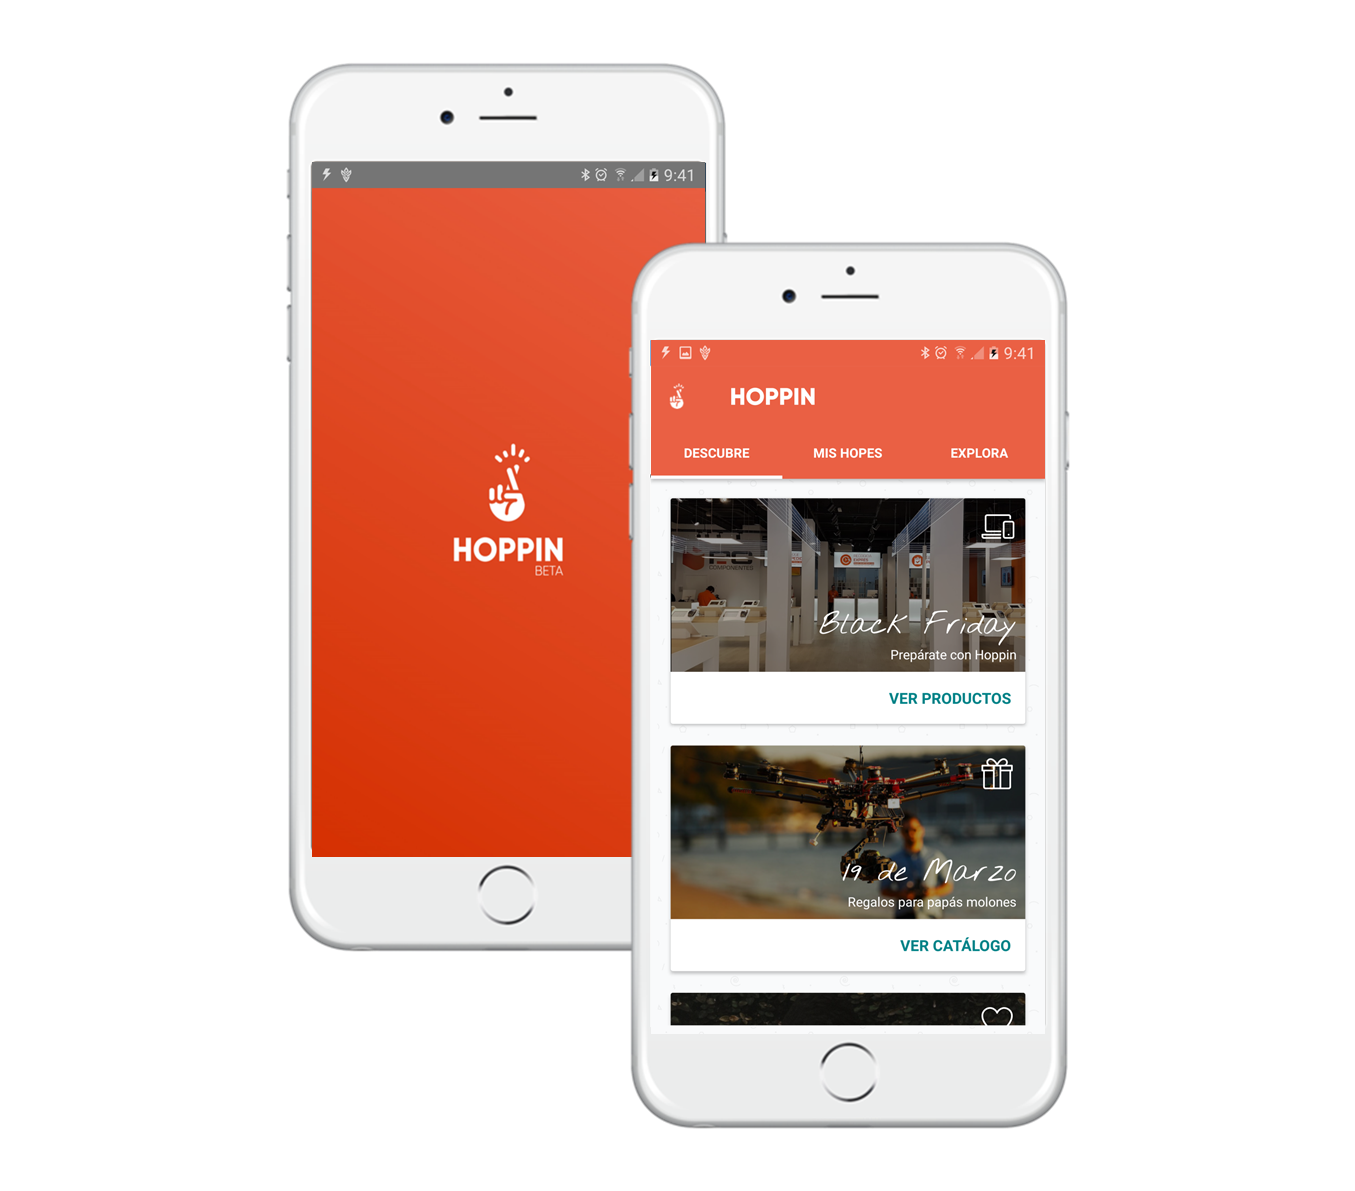 9:41
HOPPIN
BETA
9:41
HOPPIN
DESCUBRE MIS HOPES EXPLORA
COMPONENTES
Black Friday
Prepárate con Hoppin
VER PRODUCTOS
19 de Marzo
Regalos para papás molones
VER CATÁLOGO